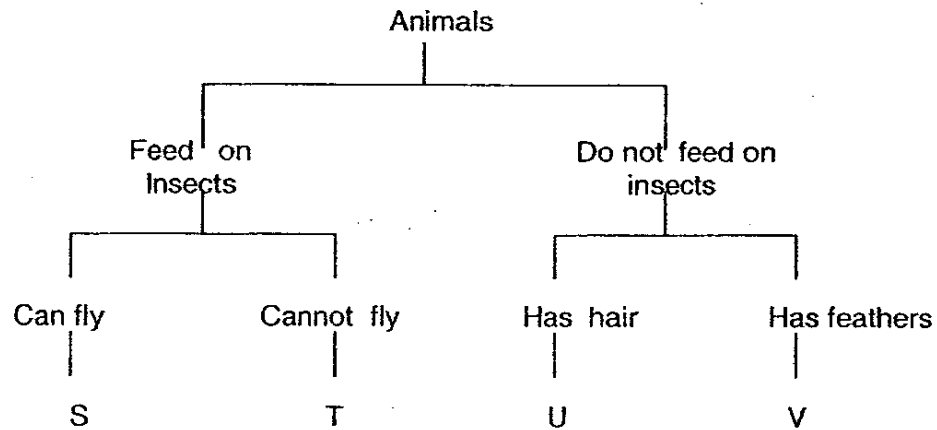 Animals
Feed on
Insects
Do not feed on
insects
Can fly
Cannot fly
Has hair
Has feathers
S
T
U
V